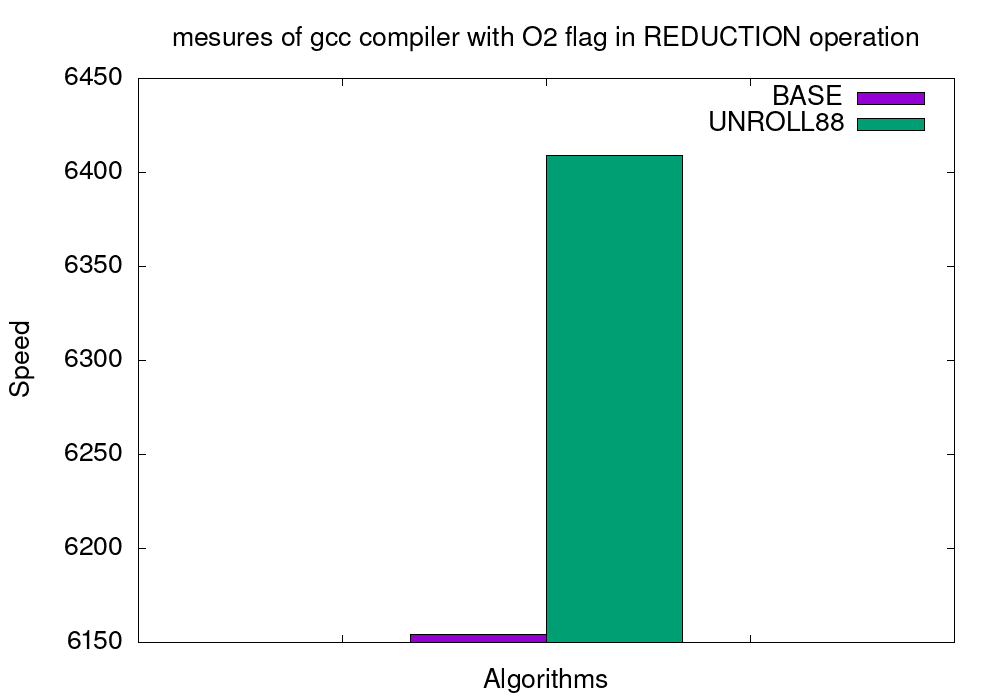 mesures of gcc compiler with O2 flag in REDUCTION operation
BASE
UNROLL88
6450
6400
6350
6300
6250
6200
6150
Speed
Algorithms